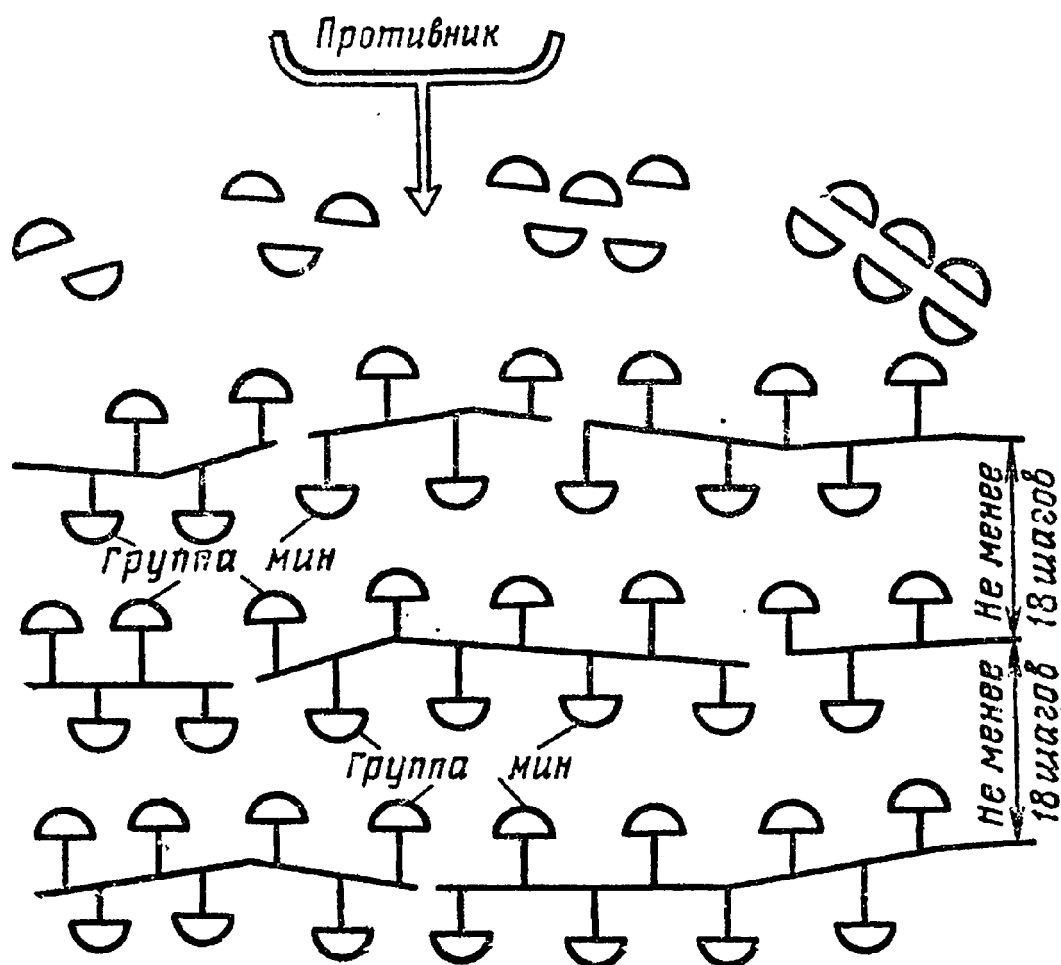 Противник
Группа мин
Не менее
18 шагов
Группа мин
Не менее
18 шагов